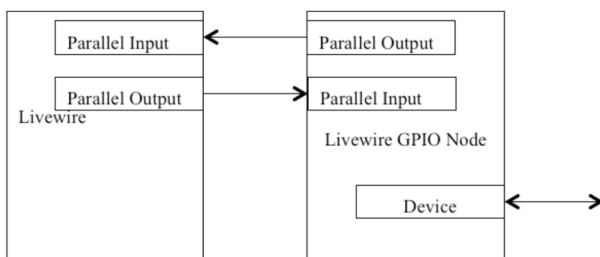 Parallel Input
Parallel Output
Parallel Output
Parallel Input
Livewire
Livewire GPIO Node
Device